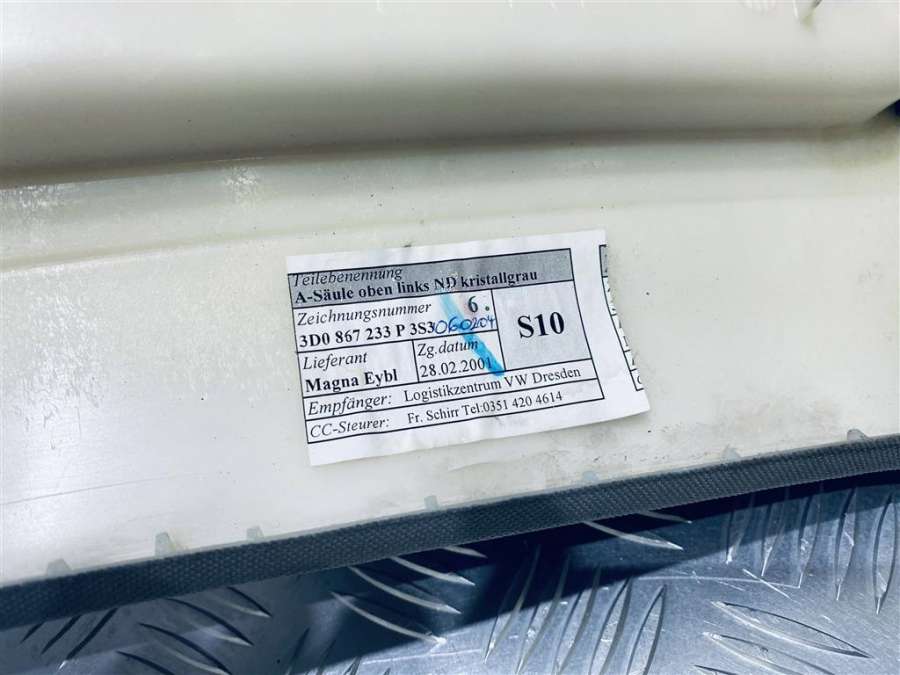 Teilebenennung
A-Säule oben links ND kristallgrau
Zeichnungsnummer 6.
3D0 867 233 P 3S3 060204
S10
Lieferant
Magna Eybl
Zg.datum
28.02.2001
Empfänger: Logistikzentrum VW Dresden
CC-Steurer: Fr. Schirr Tel:0351 420 4614